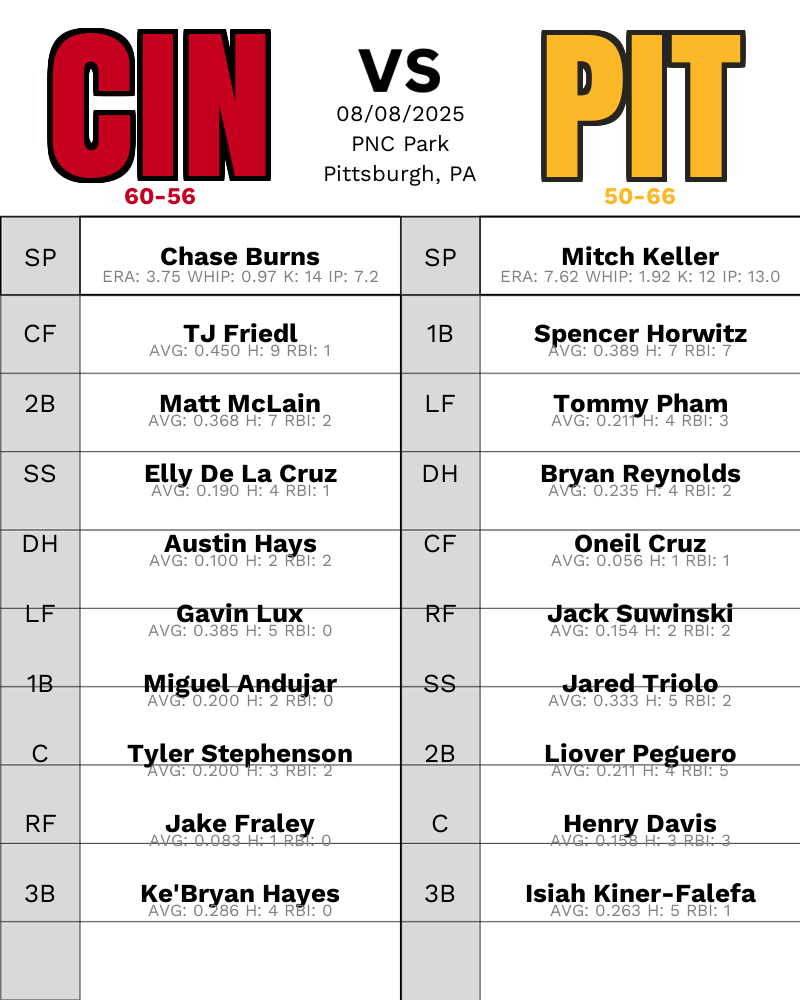 CIN
VS
PIT
08/08/2025
PNC Park
Pittsburgh, PA
60-56
50-66
SP
Chase Burns
ERA: 3.75 WHIP: 0.97 K: 14 IP: 7.2
SP
Mitch Keller
ERA: 7.62 WHIP: 1.92 K: 12 IP: 13.0
CF
TJ Friedl
AVG: 0.450 H: 9 RBI: 1
1B
Spencer Horwitz
AVG: 0.389 H: 7 RBI: 7
2B
Matt McLain
AVG: 0.368 H: 7 RBI: 2
LF
Tommy Pham
AVG: 0.211 H: 4 RBI: 3
SS
Elly De La Cruz
AVG: 0.190 H: 4 RBI: 1
DH
Bryan Reynolds
AVG: 0.235 H: 4 RBI: 2
DH
Austin Hays
AVG: 0.100 H: 2 RBI: 2
CF
Oneil Cruz
AVG: 0.056 H: 1 RBI: 1
LF
Gavin Lux
AVG: 0.385 H: 5 RBI: 0
RF
Jack Suwinski
AVG: 0.154 H: 2 RBI: 2
1B
Miguel Andujar
AVG: 0.200 H: 2 RBI: 0
SS
Jared Triolo
AVG: 0.333 H: 5 RBI: 2
C
Tyler Stephenson
AVG: 0.200 H: 3 RBI: 2
2B
Liover Peguero
AVG: 0.211 H: 4 RBI: 5
RF
Jake Fraley
AVG: 0.083 H: 1 RBI: 0
C
Henry Davis
AVG: 0.158 H: 3 RBI: 3
3B
Ke'Bryan Hayes
AVG: 0.286 H: 4 RBI: 0
3B
Isiah Kiner-Falefa
AVG: 0.263 H: 5 RBI: 1